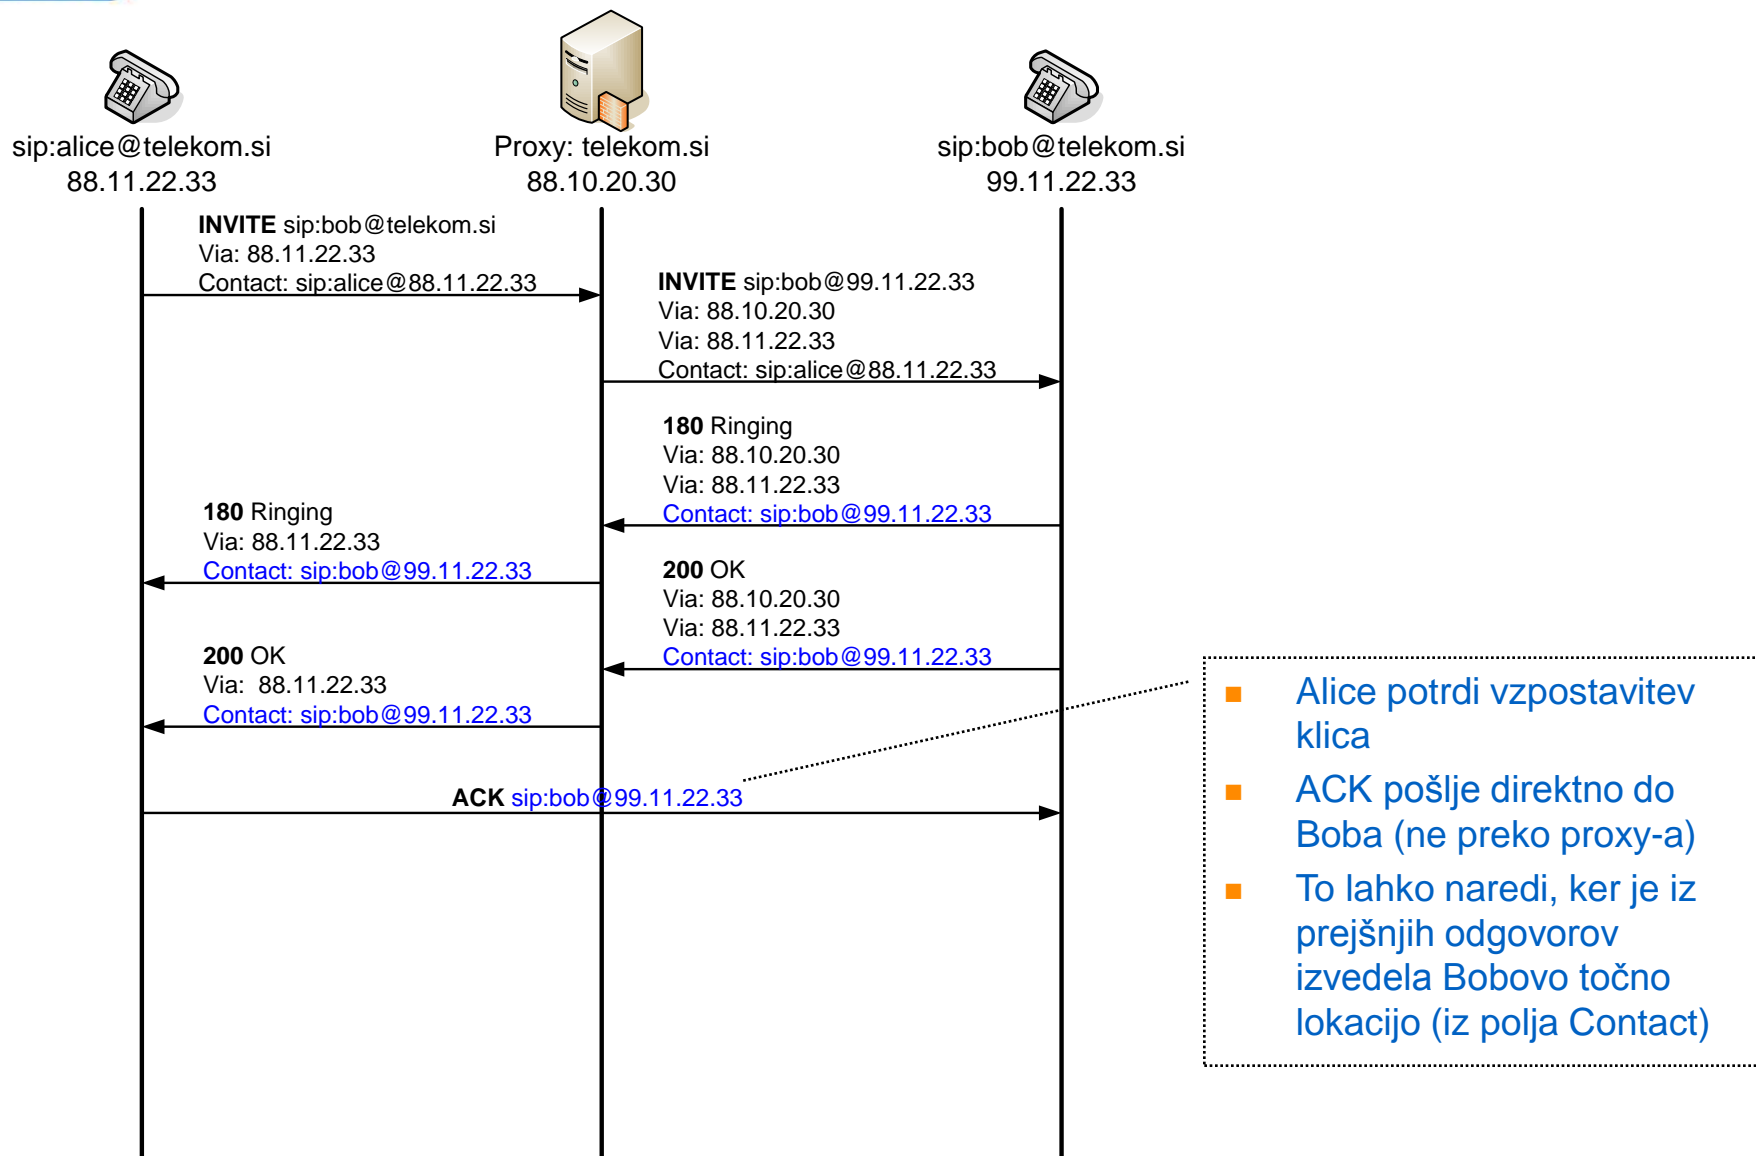 sip:alice@telekom.si
88.11.22.33
Proxy: telekom.si
88.10.20.30
sip:bob@telekom.si
99.11.22.33
INVITE sip:bob@telekom.si
Via: 88.11.22.33
Contact: sip:alice@88.11.22.33
INVITE sip:bob@99.11.22.33
Via: 88.10.20.30
Via: 88.11.22.33
Contact: sip:alice@88.11.22.33
180 Ringing
Via: 88.10.20.30
Via: 88.11.22.33
Contact: sip:bob@99.11.22.33
180 Ringing
Via: 88.11.22.33
Contact: sip:bob@99.11.22.33
200 OK
Via: 88.10.20.30
Via: 88.11.22.33
Contact: sip:bob@99.11.22.33
200 OK
Via: 88.11.22.33
Contact: sip:bob@99.11.22.33
ACK sip:bob@99.11.22.33
Alice potrdi vzpostavitev
klica
ACK pošlje direktno do
Boba (ne preko proxy-a)
To lahko naredi, ker je iz
prejšnjih odgovorov
izvedela Bobovo točno
lokacijo (iz polja Contact)